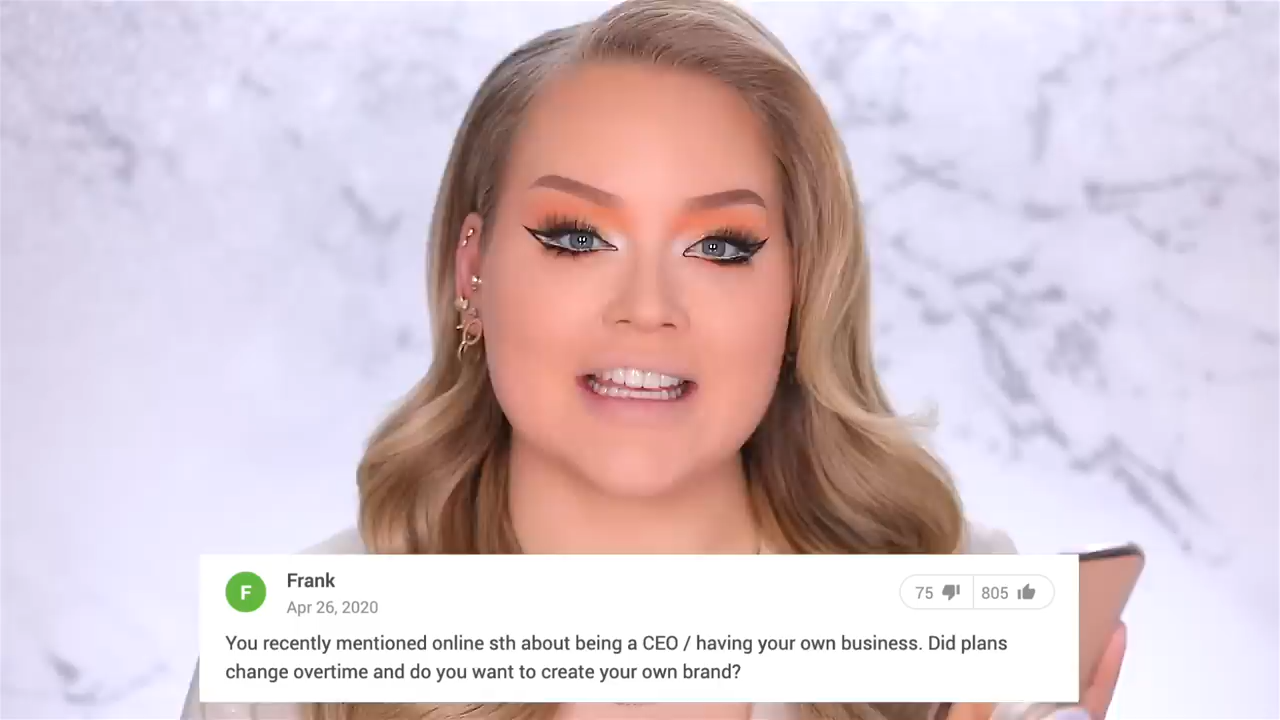 F
Frank
Apr 26, 2020
75
805
You recently mentioned online sth about being a CEO / having your own business. Did plans
change overtime and do you want to create your own brand?